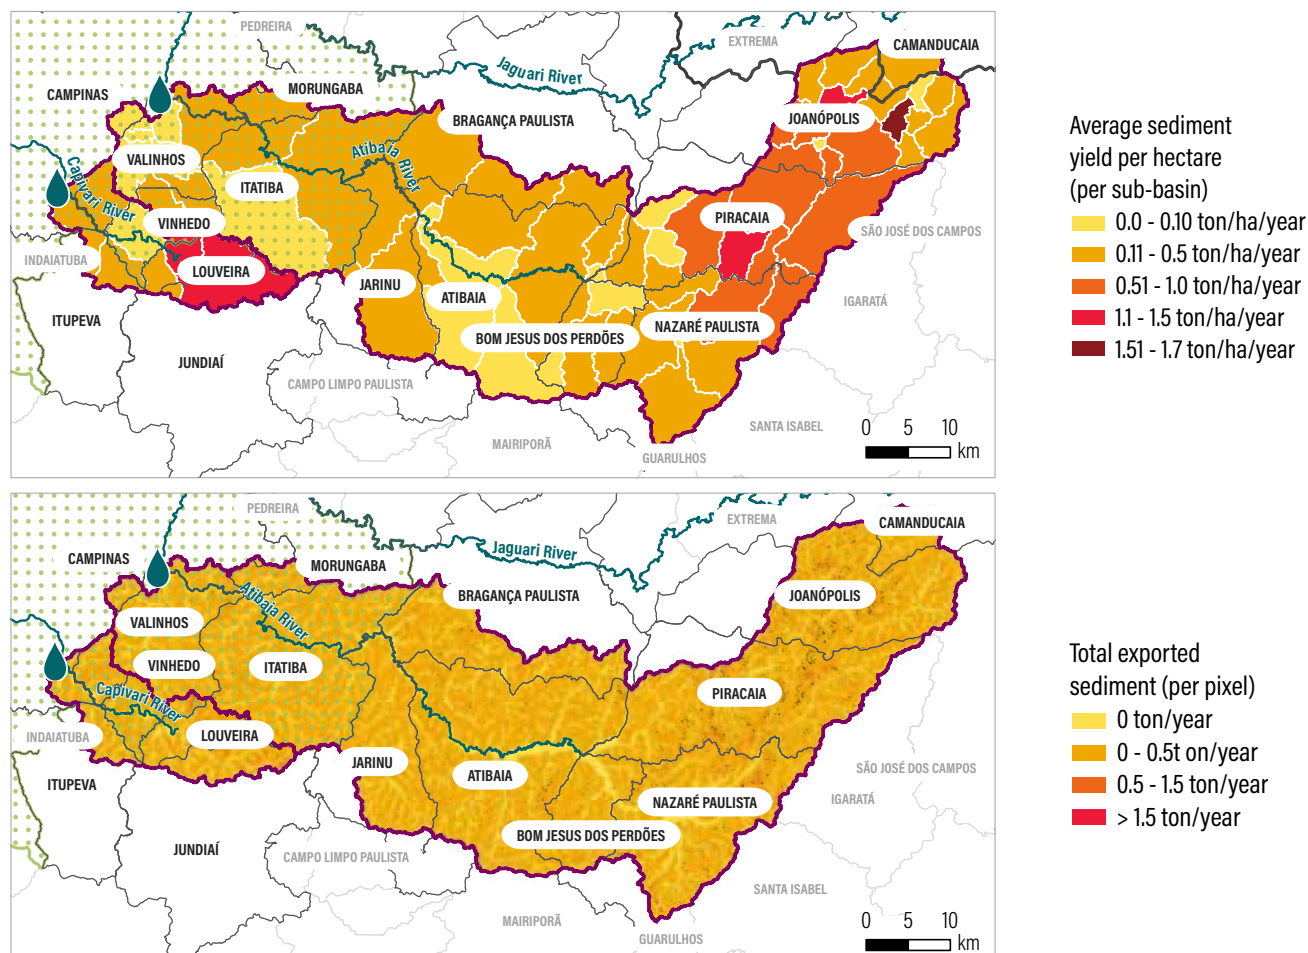 PEDREIRA
EXTREMA
CAMANDUCAIA
Jaguari River
MORUNGABA
CAMPINAS
BRAGANÇA PAULISTA
JOANÓPOLIS
Atibaia River
VALINHOS
Capivari River
ITATIBA
VINHEDO
PIRACAIA
SÃO JOSÉ DOS CAMPOS
INDAIATUBA
LOUVEIRA
JARINU
ATIBAIA
IGARATÁ
ITUPEVA
BOM JESUS DOS PERDÕES
NAZARÉ PAULISTA
JUNDIAÍ
CAMPO LIMPO PAULISTA
SANTA ISABEL
MAIRIPORÃ
GUARULHOS
0 5 10
km
Average sediment
yield per hectare
(per sub-basin)
0.0 - 0.10 ton/ha/year
0.11 - 0.5 ton/ha/year
0.51 - 1.0 ton/ha/year
1.1 - 1.5 ton/ha/year
1.51 - 1.7 ton/ha/year
PEDREIRA
EXTREMA
CAMANDUCAIA
Jaguari River
CAMPINAS
MORUNGABA
BRAGANÇA PAULISTA
JOANÓPOLIS
Atibaia River
VALINHOS
VINHEDO
ITATIBA
Capivari River
PIRACAIA
INDAIATUBA
LOUVEIRA
JARINU
ATIBAIA
SÃO JOSÉ DOS CAMPOS
ITUPEVA
NAZARÉ PAULISTA
IGARATÁ
BOM JESUS DOS PERDÕES
JUNDIAÍ
CAMPO LIMPO PAULISTA
SANTA ISABEL
MAIRIPORÃ
GUARULHOS
0 5 10
km
Total exported
sediment (per pixel)
0 ton/year
0 - 0.5t on/year
0.5 - 1.5 ton/year
> 1.5 ton/year